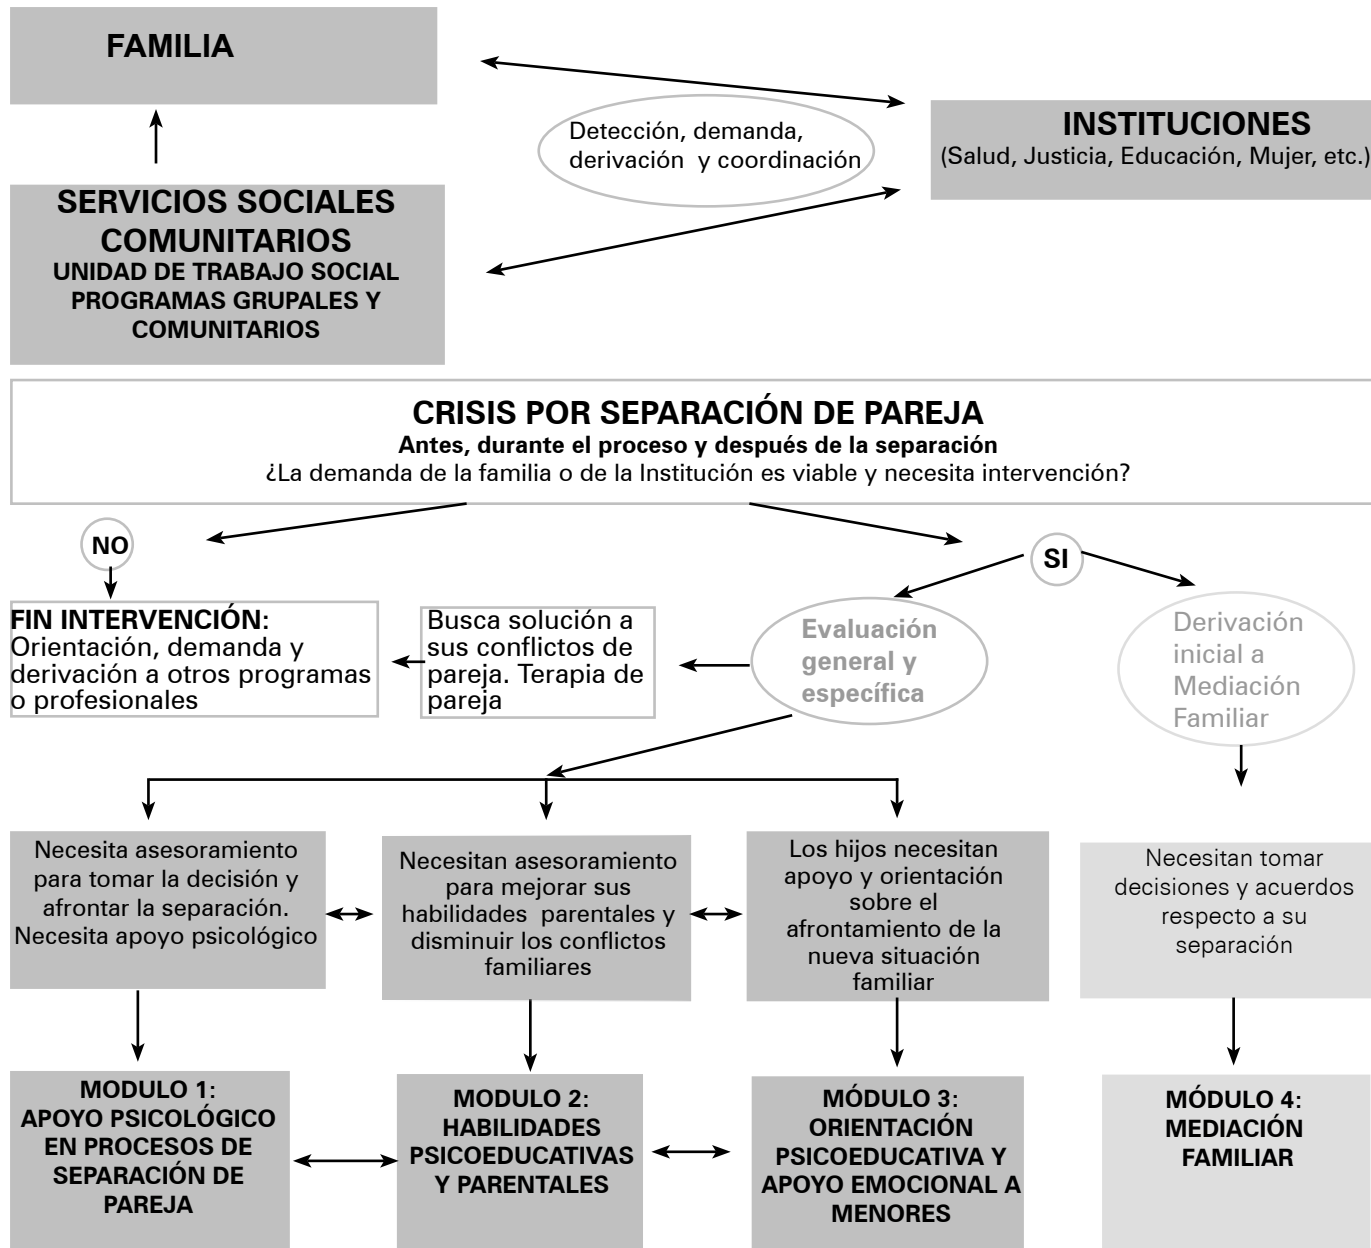 FAMILIA
Detección, demanda,
derivación y coordinación
INSTITUCIONES
(Salud, Justicia, Educación, Mujer, etc.)
SERVICIOS SOCIALES
COMUNITARIOS
UNIDAD DE TRABAJO SOCIAL
PROGRAMAS GRUPALES Y
COMUNITARIOS
CRISIS POR SEPARACIÓN DE PAREJA
Antes, durante el proceso y después de la separación
¿La demanda de la familia o de la Institución es viable y necesita intervención?
NO
SI
FIN INTERVENCIÓN:
Orientación, demanda y
derivación a otros programas
o profesionales
Busca solución a
sus conflictos de
pareja. Terapia de
pareja
Evaluación
general y
específica
Derivación
inicial a
Mediación
Familiar
Necesita asesoramiento
para tomar la decisión y
afrontar la separación.
Necesita apoyo psicológico
Necesitan asesoramiento
para mejorar sus
habilidades parentales y
disminuir los conflictos
familiares
Los hijos necesitan
apoyo y orientación
sobre el
afrontamiento de la
nueva situación
familiar
Necesitan tomar
decisiones y acuerdos
respecto a su
separación
MODULO 1:
APOYO PSICOLÓGICO
EN PROCESOS DE
SEPARACIÓN DE
PAREJA
MODULO 2:
HABILIDADES
PSICOEDUCATIVAS
Y PARENTALES
MÓDULO 3:
ORIENTACIÓN
PSICOEDUCATIVA Y
APOYO EMOCIONAL A
MENORES
MÓDULO 4:
MEDIACIÓN
FAMILIAR